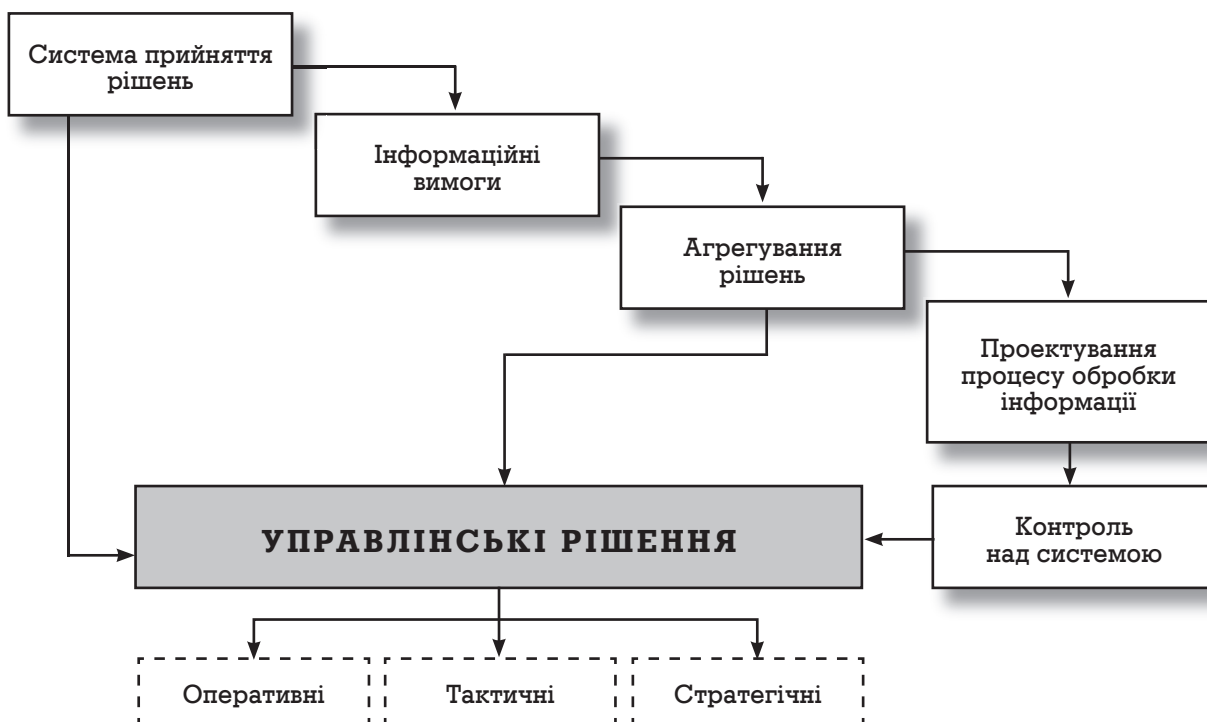 Система прийняття
рішень
Інформаційні
вимоги
Агрегування
рішень
Проектування
процесу обробки
інформації
УПРАВЛІНСЬКІ РІШЕННЯ
Контроль
над системою
Оперативні
Тактичні
Стратегічні